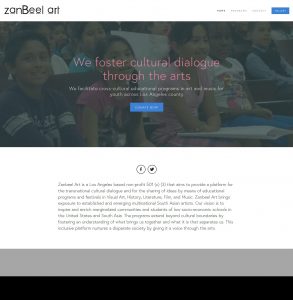 zanBeel art
HOME PROGRAMS CONTACT DONATE
We foster cultural dialogue
through the arts
We facilitate cross-cultural educational programs in art and music for
youth across Los Angeles county.
DONATE NOW
Zanbeel Art is a Los Angeles based non-profit 501 (c) (3) that aims to provide a platform for
the transnational cultural dialogue and for the sharing of ideas by means of educational
programs and festivals in Visual Art, History, Literature, Film, and Music. Zanbeel Art brings
exposure to established and emerging multinational South Asian artists. Our vision is to
inspire and enrich marginalized communities and students of low socio-economic schools in
the United States and South Asia. The programs extend beyond cultural boundaries by
fostering an understanding of what brings us together and what it is that separates us. This
inclusive platform nurtures a disparate society by giving it a voice through the arts.